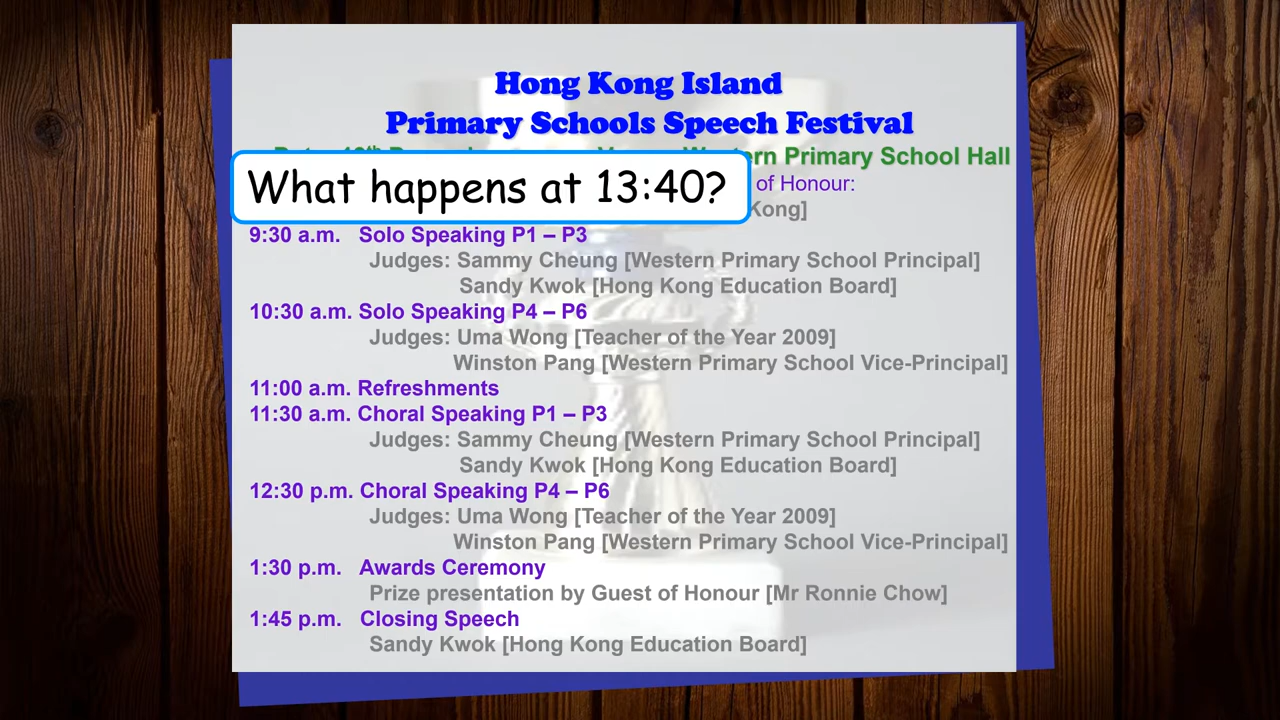 Hong Kong Island
Primary Schools Speech Festival
Western Primary School Hall
What happens at 13:40?
of Honour:
Kong]
9:30 a.m. Solo Speaking P1 – P3
Judges: Sammy Cheung [Western Primary School Principal]
Sandy Kwok [Hong Kong Education Board]
10:30 a.m. Solo Speaking P4 – P6
Judges: Uma Wong [Teacher of the Year 2009]
Winston Pang [Western Primary School Vice-Principal]
11:00 a.m. Refreshments
11:30 a.m. Choral Speaking P1 – P3
Judges: Sammy Cheung [Western Primary School Principal]
Sandy Kwok [Hong Kong Education Board]
12:30 p.m. Choral Speaking P4 – P6
Judges: Uma Wong [Teacher of the Year 2009]
Winston Pang [Western Primary School Vice-Principal]
1:30 p.m. Awards Ceremony
Prize presentation by Guest of Honour [Mr Ronnie Chow]
1:45 p.m. Closing Speech
Sandy Kwok [Hong Kong Education Board]